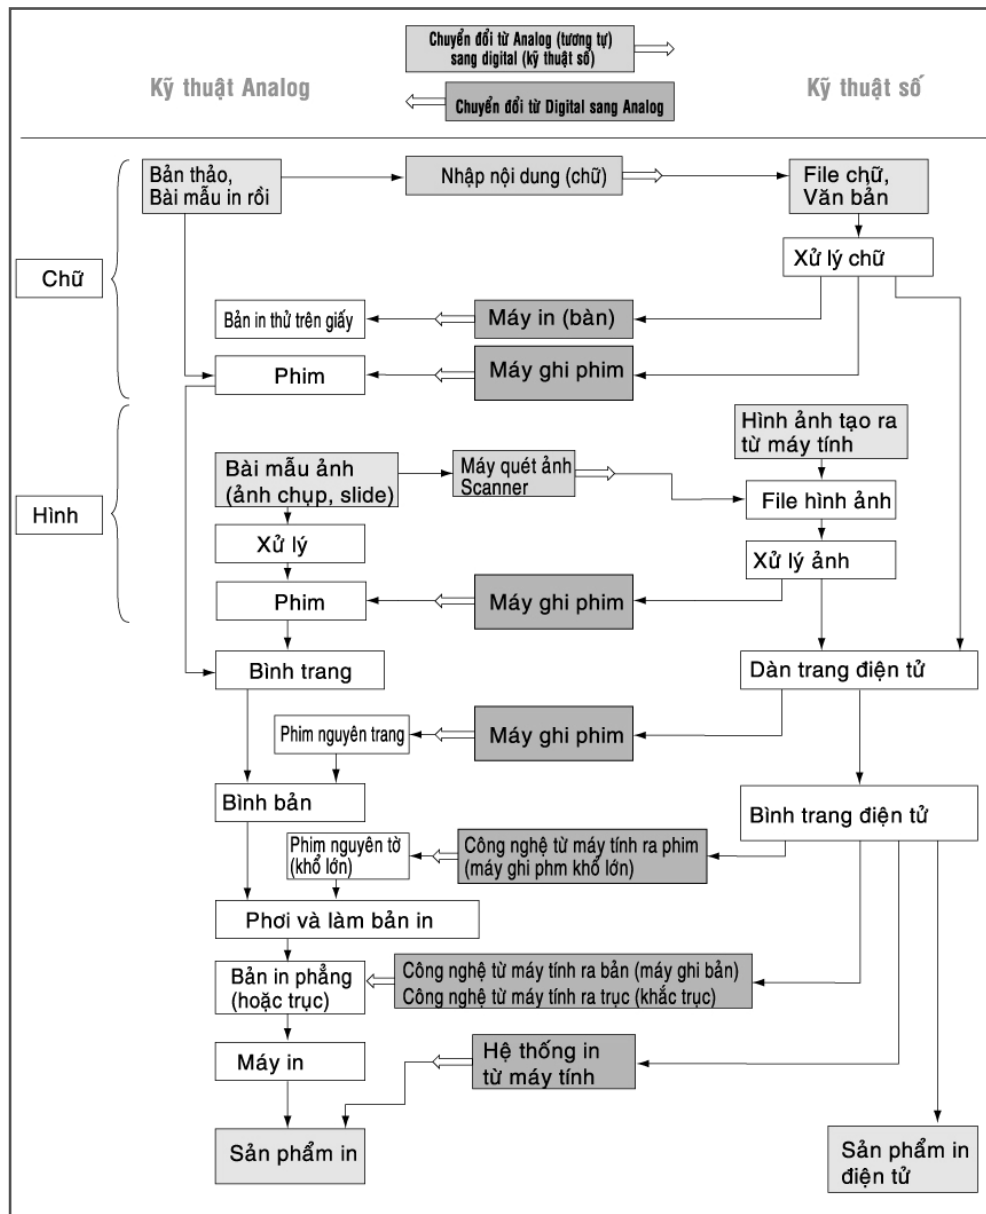 Chuyển đổi từ Analog (tương tự)
sang digital (kỹ thuật số)
Kỹ thuật Analog
Kỹ thuật số
Chuyển đổi từ Digital sang Analog
Bản thảo,
Bài mẫu in rồi
Nhập nội dung (chữ)
File chữ,
Văn bản
Xử lý chữ
Chữ
Bản in thử trên giấy
Máy in (bàn)
Phim
Máy ghi phim
Hình ảnh tạo ra
từ máy tính
Bài mẫu ảnh
(ảnh chụp, slide)
Máy quét ảnh
Scanner
File hình ảnh
Hình
Xử lý
Xử lý ảnh
Phim
Máy ghi phim
Bình trang
Dàn trang điện tử
Phim nguyên trang
Máy ghi phim
Bình bản
Bình trang điện tử
Phim nguyên tờ
(khổ lớn)
Công nghệ từ máy tính ra phim
(máy ghi phm khổ lớn)
Phơi và làm bản in
Bản in phẳng
(hoặc trục)
Công nghệ từ máy tính ra bản (máy ghi bản)
Công nghệ từ máy tính ra trục (khắc trục)
Máy in
Hệ thống in
từ máy tính
Sản phẩm in
Sản phẩm in
điện tử